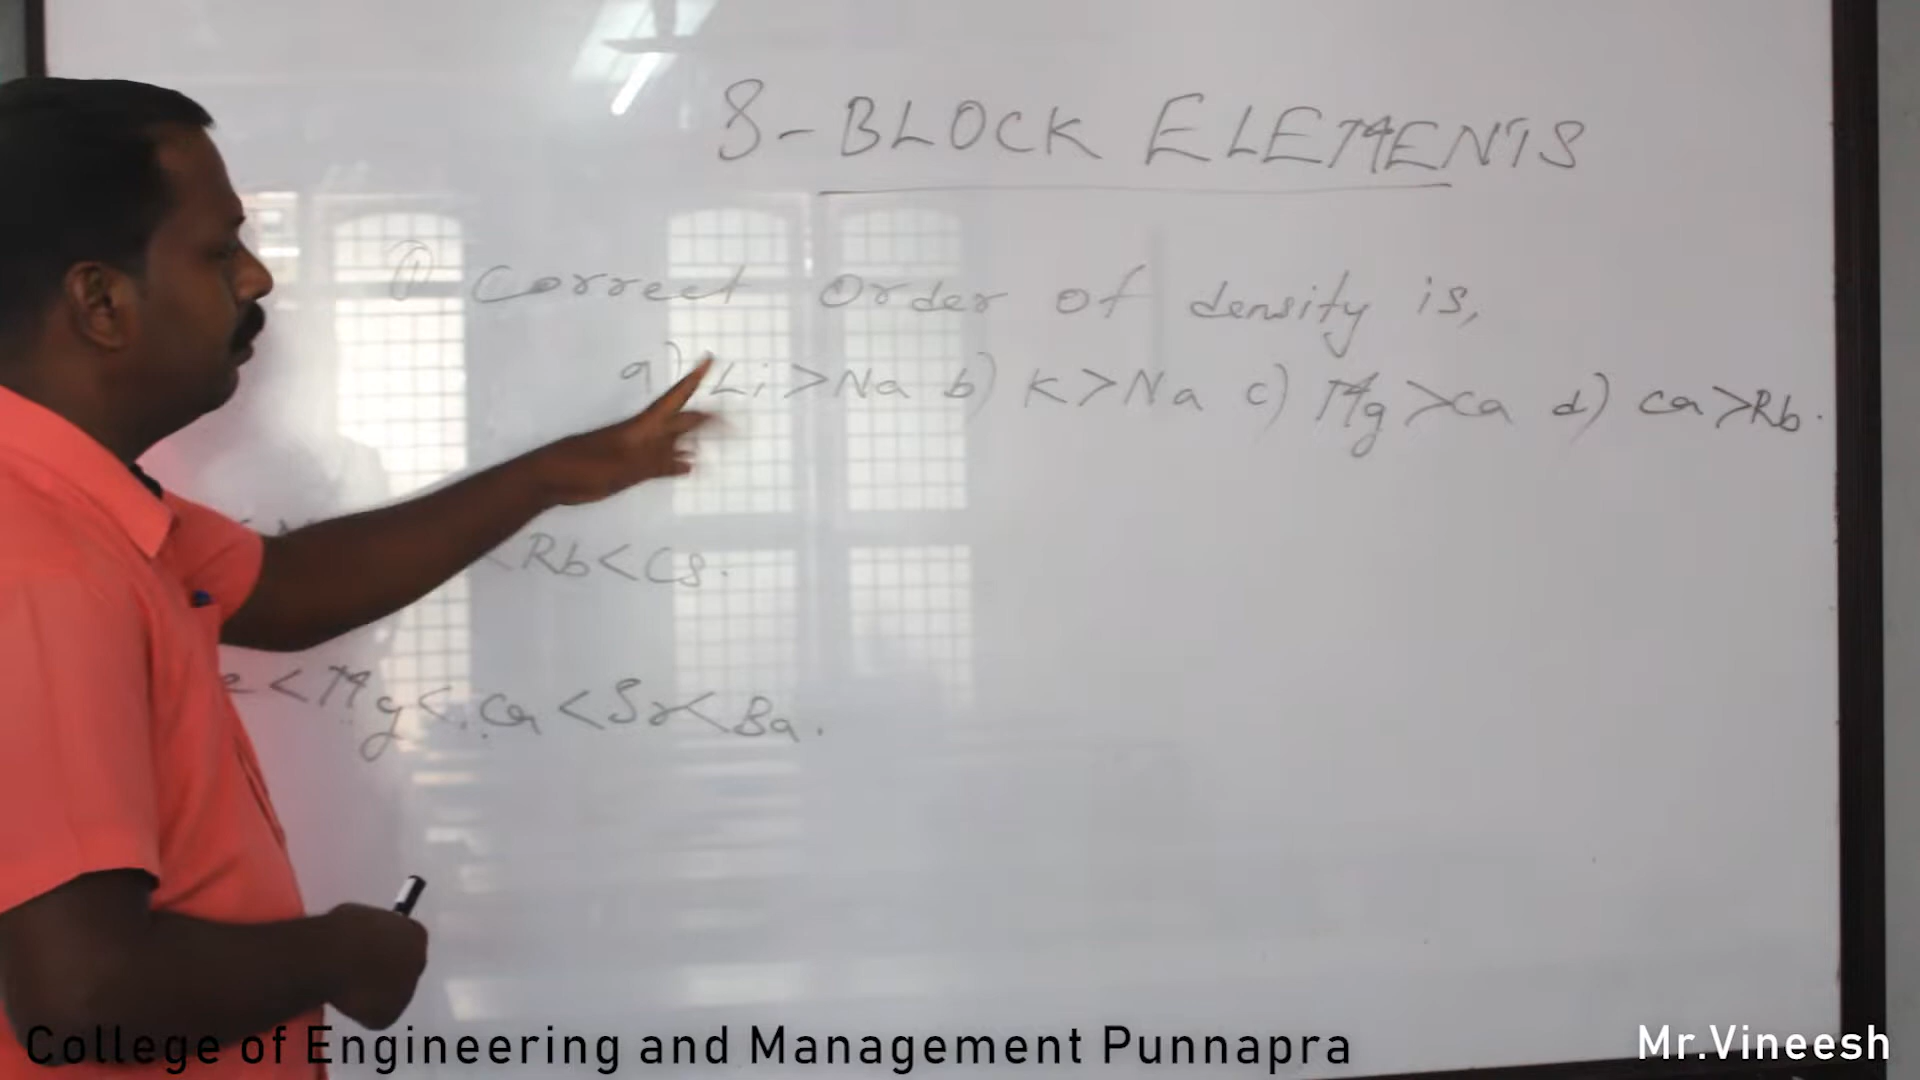 S-BLOCK ELEMENTS
① Correct order of density is,
a) Li>Na b) K>Na c) Mg>Ca d) Ca>Rb.
<Rb<Cs.
e<Mg<Ca<Sr<Ba.
College of Engineering and Management Punnapra
Mr.Vineesh